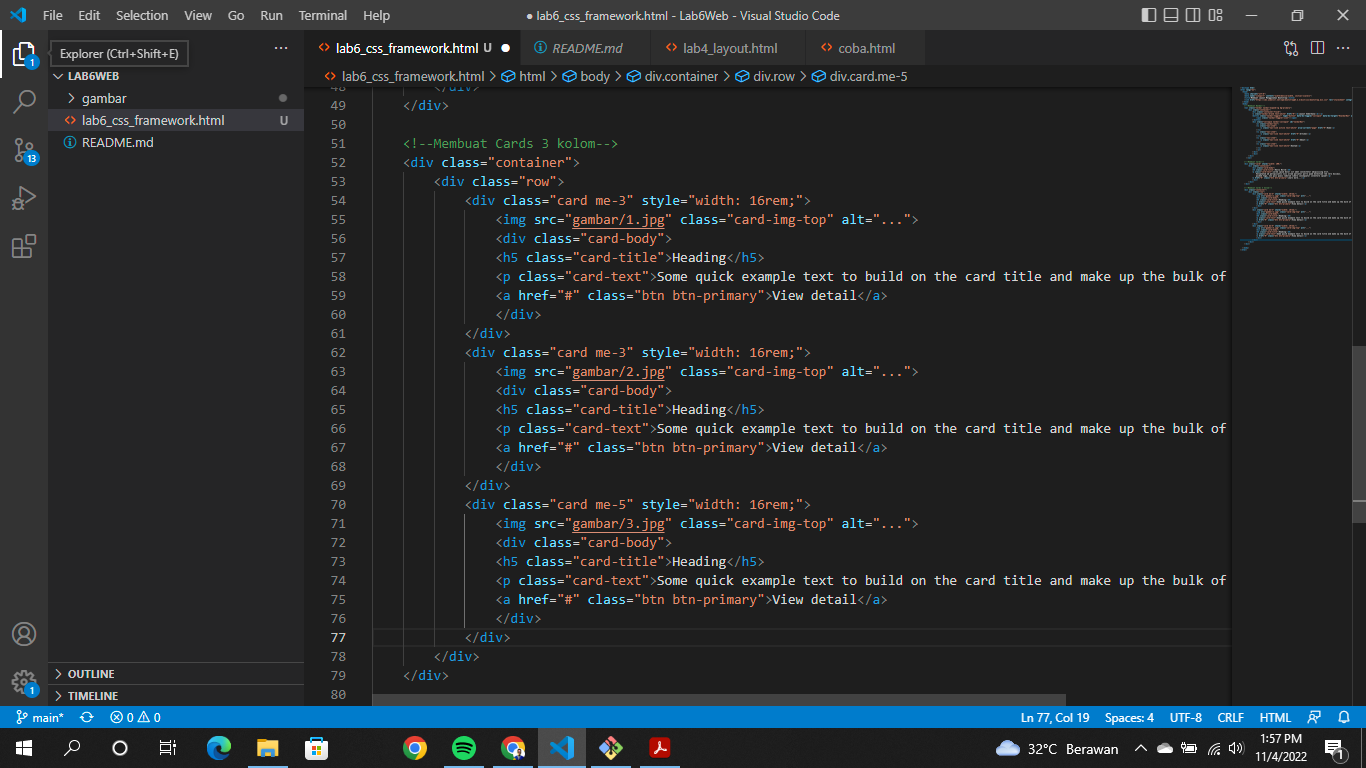 File Edit Selection View Go Run Terminal Help
● lab6_css_framework.html - Lab6Web - Visual Studio Code
Explorer (Ctrl+Shift+E)
lab6_css_framework.html U
README.md
lab4_layout.html
coba.html
lab6_css_framework.html > html > body > div.container > div.row > div.card.me-5
LAB6WEB
gambar
lab6_css_framework.html U
README.md
OUTLINE
TIMELINE
1
13
1
48 </div>
49 </div>
50
51 <!--Membuat Cards 3 kolom-->
52 <div class="container">
53 <div class="row">
54 <div class="card me-3" style="width: 16rem;">
55 <img src="gambar/1.jpg" class="card-img-top" alt="...">
56 <div class="card-body">
57 <h5 class="card-title">Heading</h5>
58 <p class="card-text">Some quick example text to build on the card title and make up the bulk of
59 <a href="#" class="btn btn-primary">View detail</a>
60 </div>
61 </div>
62 <div class="card me-3" style="width: 16rem;">
63 <img src="gambar/2.jpg" class="card-img-top" alt="...">
64 <div class="card-body">
65 <h5 class="card-title">Heading</h5>
66 <p class="card-text">Some quick example text to build on the card title and make up the bulk of
67 <a href="#" class="btn btn-primary">View detail</a>
68 </div>
69 </div>
70 <div class="card me-5" style="width: 16rem;">
71 <img src="gambar/3.jpg" class="card-img-top" alt="...">
72 <div class="card-body">
73 <h5 class="card-title">Heading</h5>
74 <p class="card-text">Some quick example text to build on the card title and make up the bulk of
75 <a href="#" class="btn btn-primary">View detail</a>
76 </div>
77 </div>
78 </div>
79 </div>
80
main* 0 0 Ln 77, Col 19 Spaces: 4 UTF-8 CRLF HTML
32°C Berawan
1:57 PM
11/4/2022
1